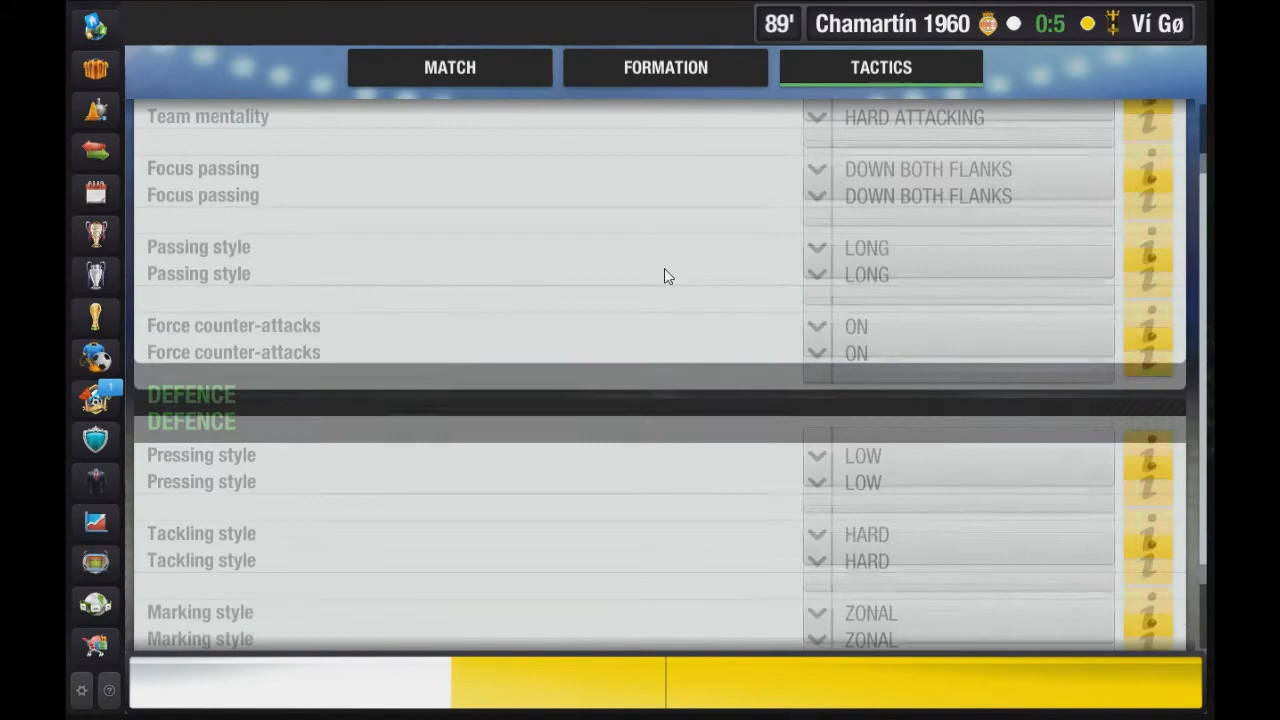 89' Chamartín 1960 0:5 Ví Gø
MATCH FORMATION TACTICS
Team mentality HARD ATTACKING
Focus passing DOWN BOTH FLANKS
Focus passing DOWN BOTH FLANKS
Passing style LONG
Passing style LONG
Force counter-attacks ON
Force counter-attacks ON
1
DEFENCE
DEFENCE
Pressing style LOW
Pressing style LOW
Tackling style HARD
Tackling style HARD
Marking style ZONAL
Marking style ZONAL